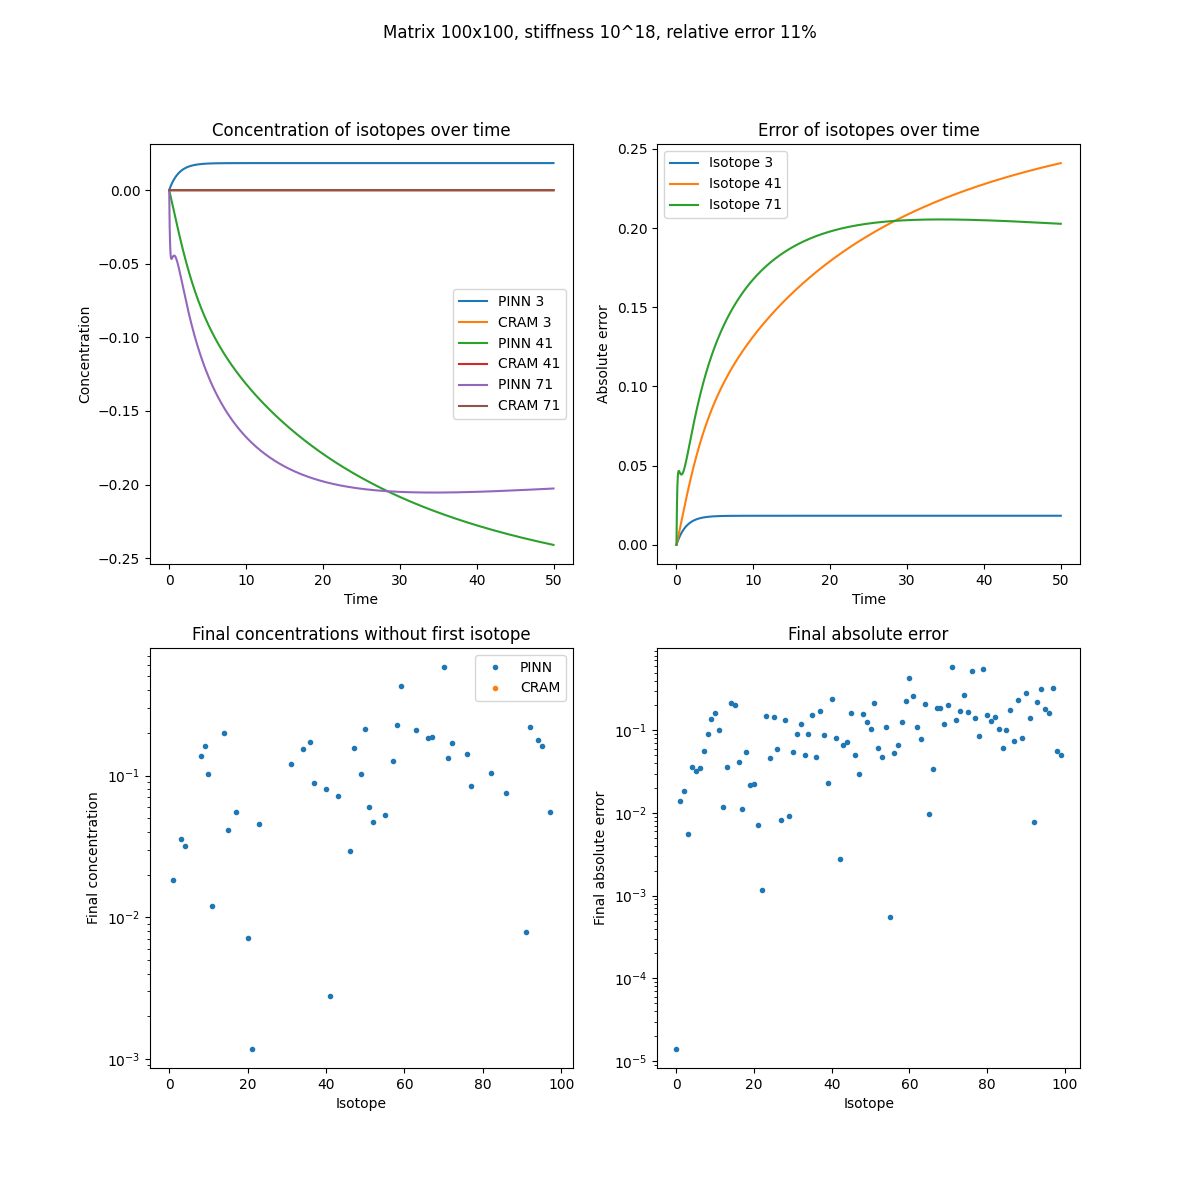 Matrix 100x100, stiffness 10^18, relative error 11%
Concentration of isotopes over time
Concentration
0.00
−0.05
−0.10
−0.15
−0.20
−0.25
PINN 3
CRAM 3
PINN 41
CRAM 41
PINN 71
CRAM 71
0 10 20 30 40 50
Time
Error of isotopes over time
Absolute error
0.25
0.20
0.15
0.10
0.05
0.00
Isotope 3
Isotope 41
Isotope 71
0 10 20 30 40 50
Time
Final concentrations without first isotope
Final concentration
10^−1
10^−2
10^−3
PINN
CRAM
0 20 40 60 80 100
Isotope
Final absolute error
Final absolute error
10^−1
10^−2
10^−3
10^−4
10^−5
0 20 40 60 80 100
Isotope